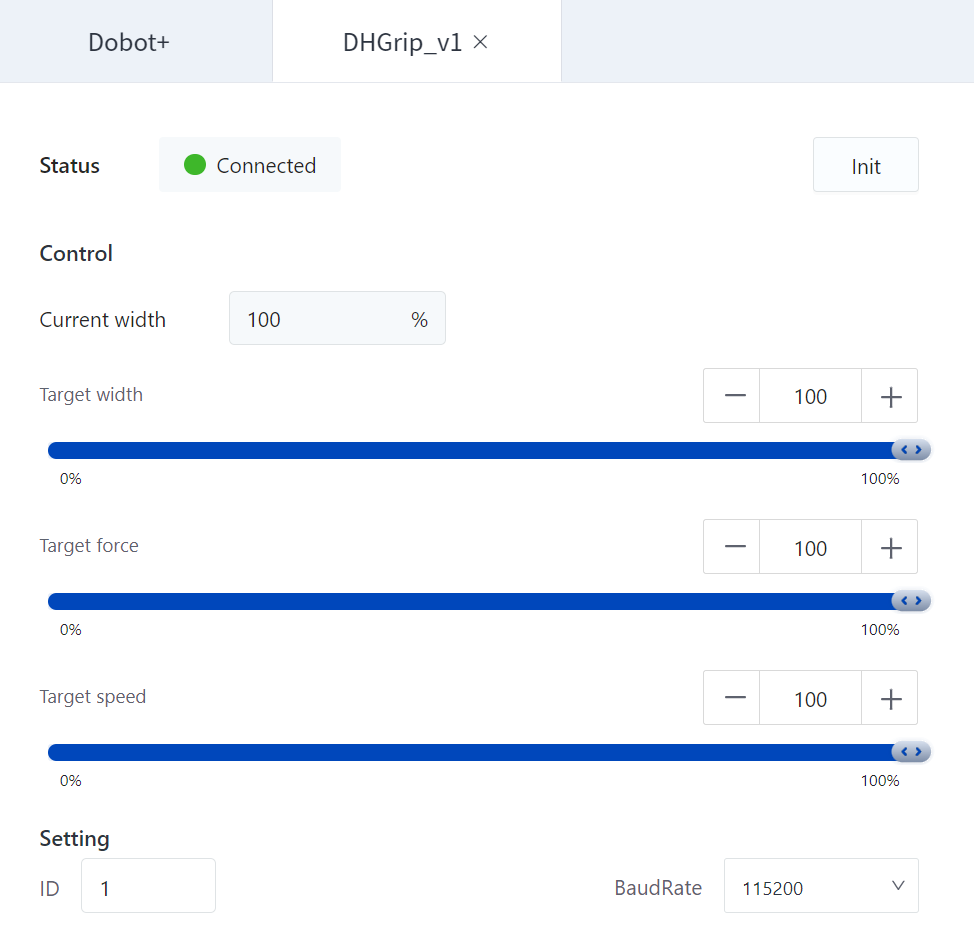 Dobot+ DHGrip_v1
Status Connected Init
Control
Current width 100 %
Target width 100
0% 100%
Target force 100
0% 100%
Target speed 100
0% 100%
Setting
ID 1 BaudRate 115200